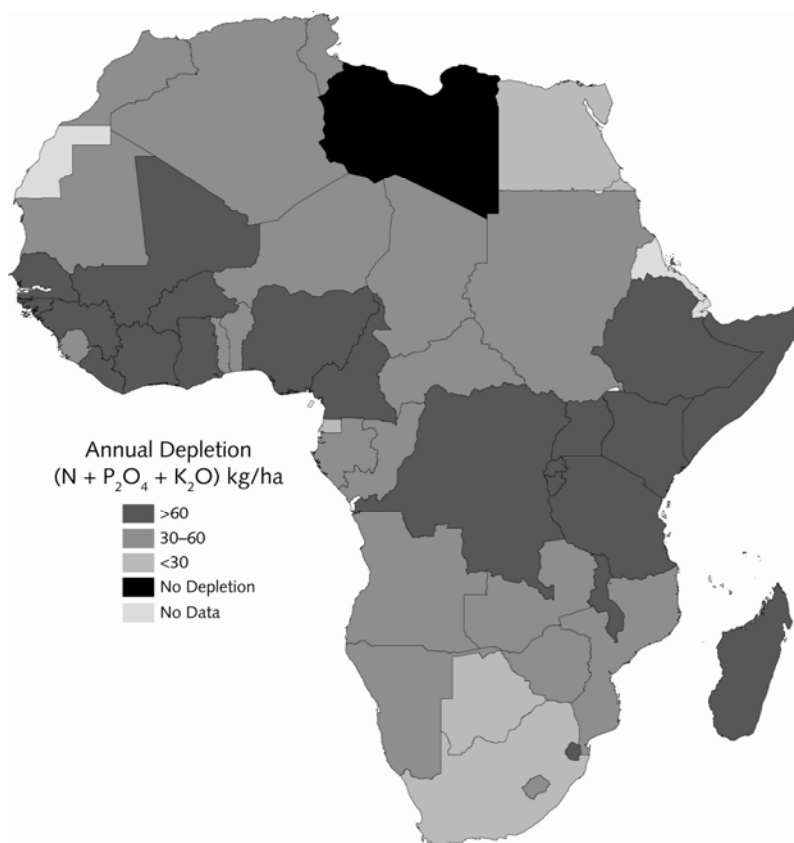 Annual Depletion
(N + P₂O₄ + K₂O) kg/ha
>60
30–60
<30
No Depletion
No Data